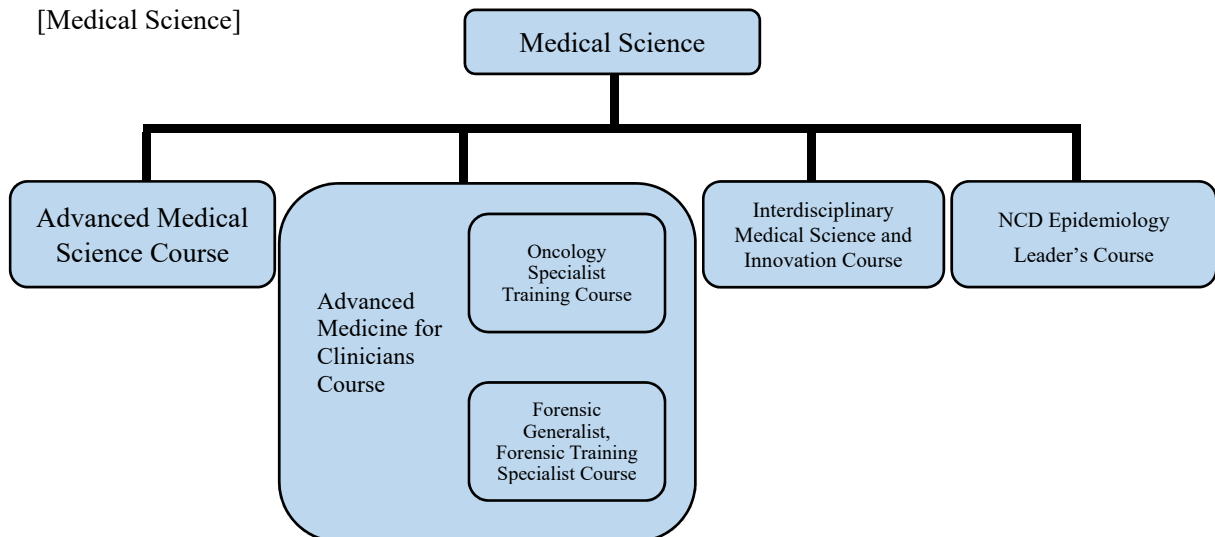 [Medical Science]
Medical Science
Advanced Medical
Science Course
Advanced
Medicine for
Clinicians
Course
Oncology
Specialist
Training Course
Forensic
Generalist,
Forensic Training
Specialist Course
Interdisciplinary
Medical Science and
Innovation Course
NCD Epidemiology
Leader’s Course